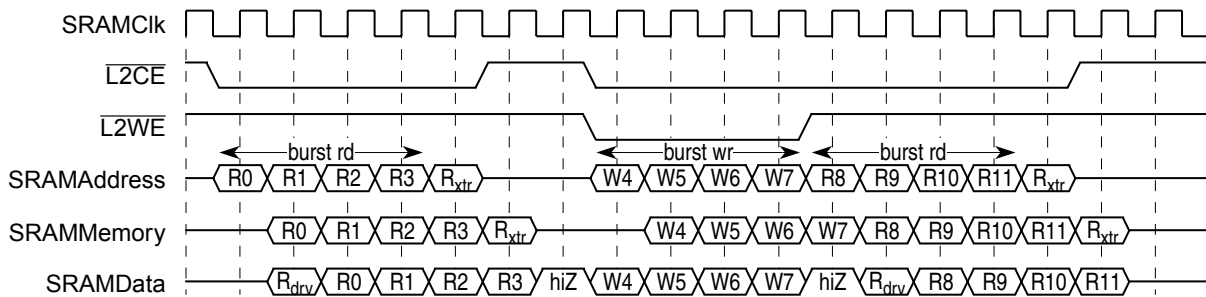 SRAMClk
L2CE
L2WE
burst rd burst wr burst rd
SRAMAddress R0 R1 R2 R3 Rxtr W4 W5 W6 W7 R8 R9 R10 R11 Rxtr
SRAMMemory R0 R1 R2 R3 Rxtr W4 W5 W6 W7 R8 R9 R10 R11 Rxtr
SRAMData Rdrv R0 R1 R2 R3 hiZ W4 W5 W6 W7 hiZ Rdrv R8 R9 R10 R11